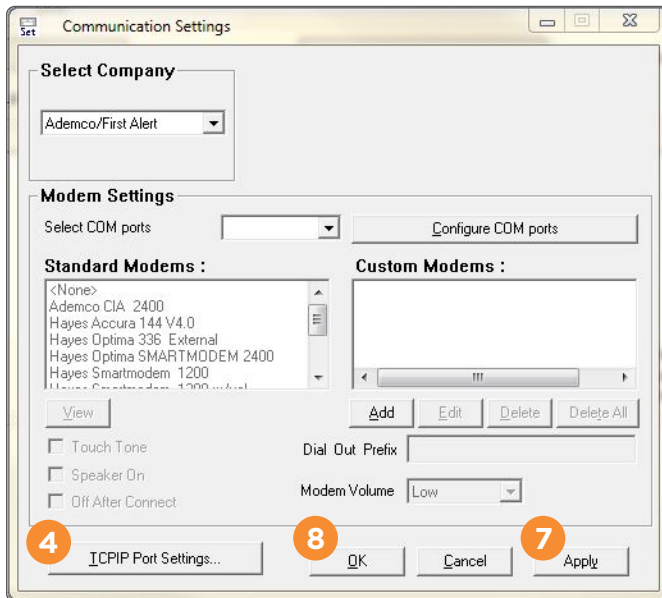 Set Communication Settings
Select Company
Ademco/First Alert
Modem Settings
Select COM ports
Configure COM ports
Standard Modems :
Custom Modems :
<None>
Ademco CIA 2400
Hayes Accura 144 V4.0
Hayes Optima 336 External
Hayes Optima SMARTMODEM 2400
Hayes Smartmodem 1200
View
Add Edit Delete Delete All
Touch Tone
Dial Out Prefix
Speaker On
Modem Volume Low
Off After Connect
4 8 7
TCPIP Port Settings... OK Cancel Apply